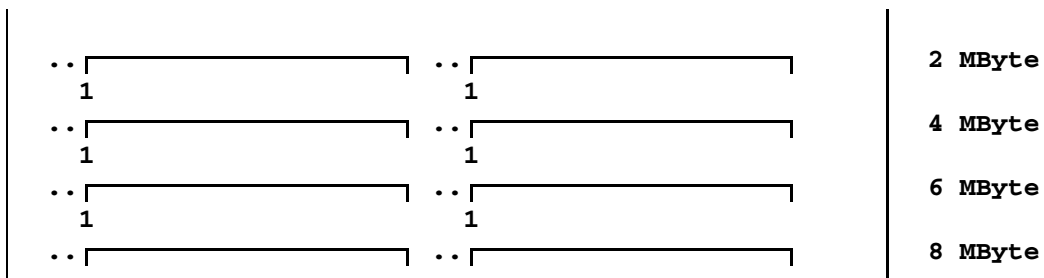 .. .. 2 MByte
1 1
.. .. 4 MByte
1 1
.. .. 6 MByte
1 1
.. .. 8 MByte